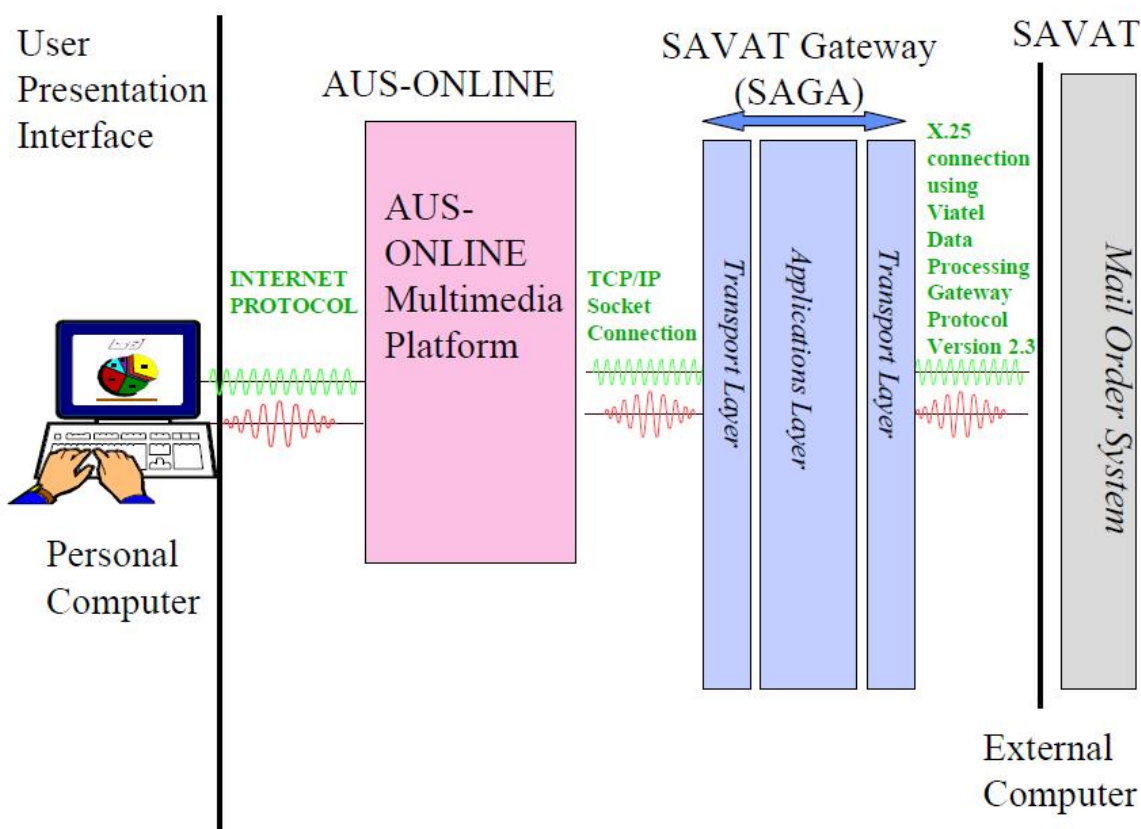 User
Presentation
Interface
AUS-ONLINE
SAVAT Gateway
(SAGA)
SAVAT
INTERNET
PROTOCOL
AUS-
ONLINE
Multimedia
Platform
TCP/IP
Socket
Connection
Transport Layer
Applications Layer
Transport Layer
X.25
connection
using
Viatel
Data
Processing
Gateway
Protocol
Version 2.3
Mail Order System
Personal
Computer
External
Computer